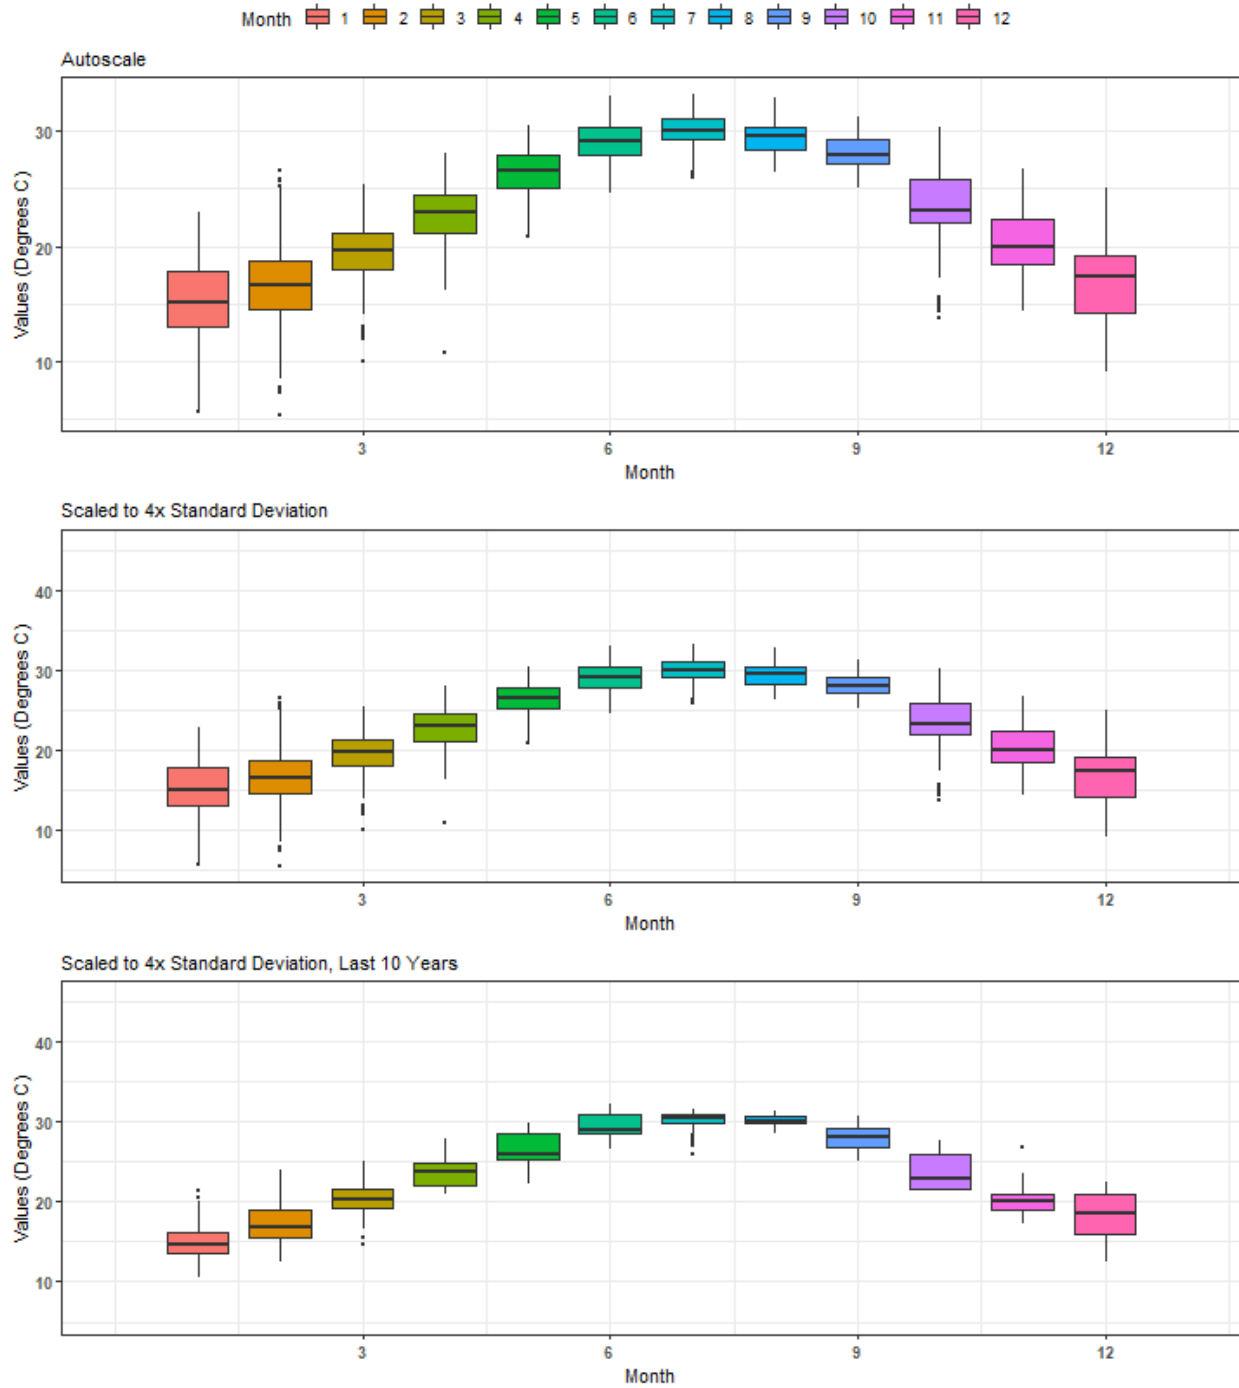 Month 1 2 3 4 5 6 7 8 9 10 11 12
Autoscale
Values (Degrees C)
30
20
10
3 6 9 12
Month
Scaled to 4x Standard Deviation
Values (Degrees C)
40
30
20
10
3 6 9 12
Month
Scaled to 4x Standard Deviation, Last 10 Years
Values (Degrees C)
40
30
20
10
3 6 9 12
Month